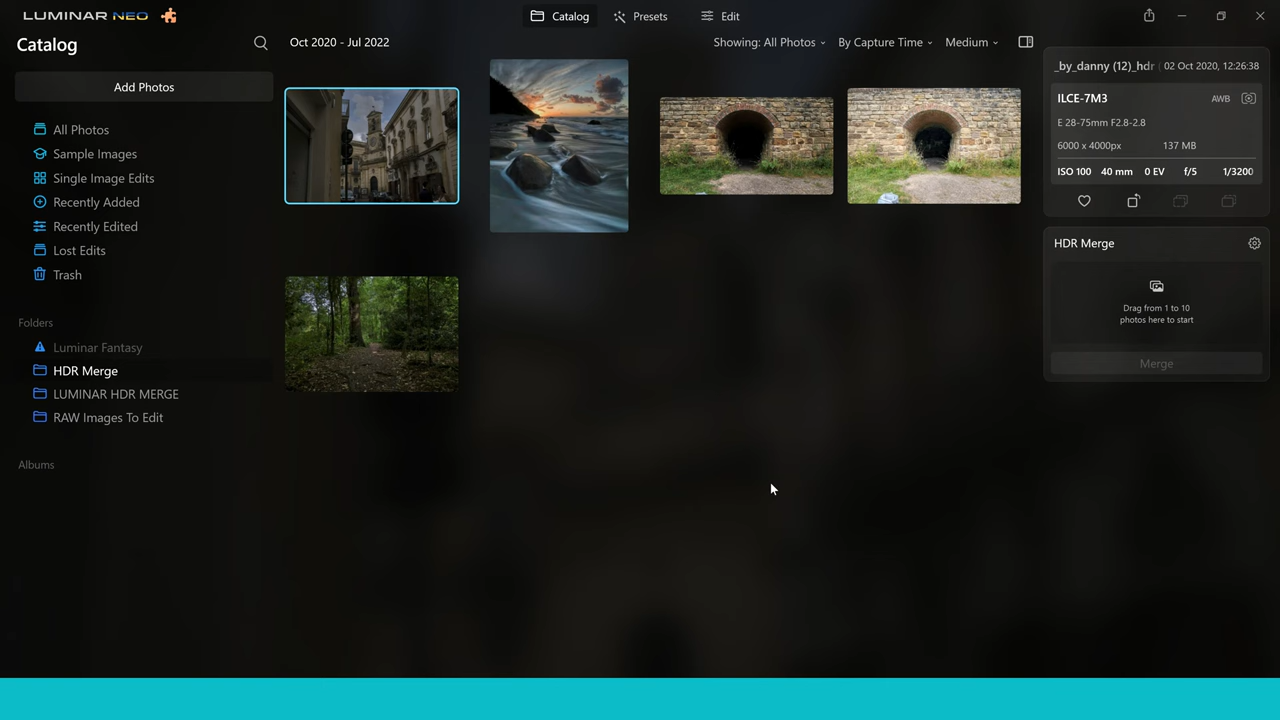 LUMINAR NEO
Catalog
Presets
Edit
Catalog
Oct 2020 - Jul 2022
Showing: All Photos
By Capture Time
Medium
Add Photos
All Photos
Sample Images
Single Image Edits
Recently Added
Recently Edited
Lost Edits
Trash
Folders
Luminar Fantasy
HDR Merge
LUMINAR HDR MERGE
RAW Images To Edit
Albums
_by_danny (12)_hdr ( 02 Oct 2020, 12:26:38
ILCE-7M3 AWB
E 28-75mm F2.8-2.8
6000 x 4000px 137 MB
ISO 100 40 mm 0 EV f/5 1/3200
HDR Merge
Drag from 1 to 10
photos here to start
Merge